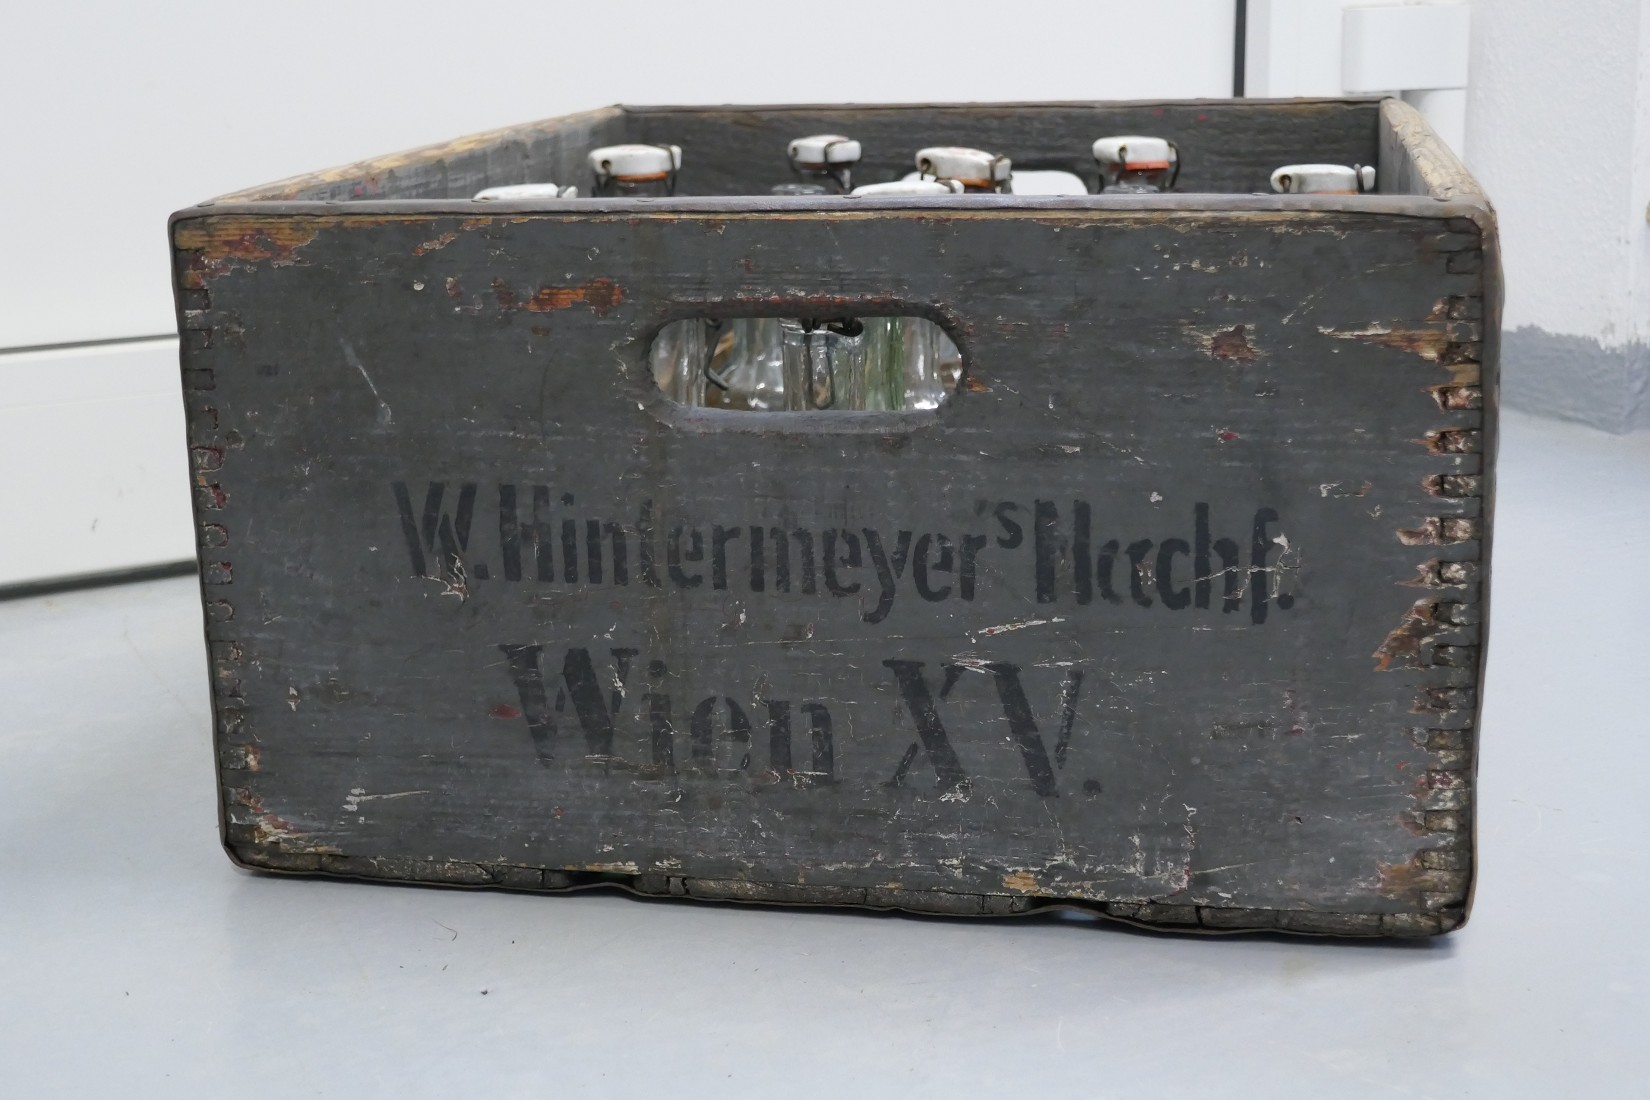 W. Hintermeyer's Nachf.
Wien XV.